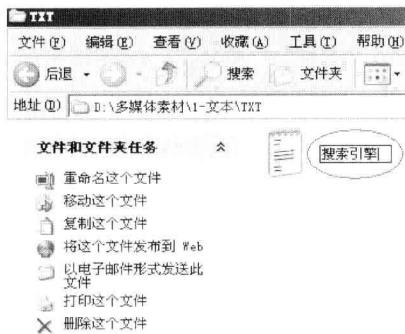 TXT
文件(F) 编辑(E) 查看(V) 收藏(A) 工具(T) 帮助(H)
后退 搜索 文件夹
地址(D) D:\多媒体素材\1-文本\TXT
文件和文件夹任务
搜索引擎
重命名这个文件
移动这个文件
复制这个文件
将这个文件发布到 Web
以电子邮件形式发送此
文件
打印这个文件
删除这个文件